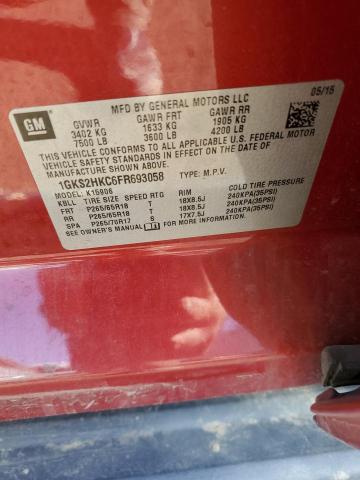 MFD BY GENERAL MOTORS LLC 05/15
GM
GVWR GAWR FRT GAWR RR
3402 KG 1633 KG 1905 KG
7500 LB 3600 LB 4200 LB
THIS VEHICLE CONFORMS TO ALL APPLICABLE U.S. FEDERAL MOTOR
VEHICLE SAFETY STANDARDS IN EFFECT ON THE DATE OF
MANUFACTURE SHOWN ABOVE.
1GKS2HKC6FR693058 TYPE: M.P.V.
MODEL: K15906
KBLL TIRE SIZE SPEED RTG RIM COLD TIRE PRESSURE
FRT P265/65R18 T 18X8.5J 240KPA(35PSI)
RR P265/65R18 T 18X8.5J 240KPA(35PSI)
SPA P265/70R17 S 17X7.5J 240KPA(35PSI)
SEE OWNER'S MANUAL FOR MORE INFORMATION.